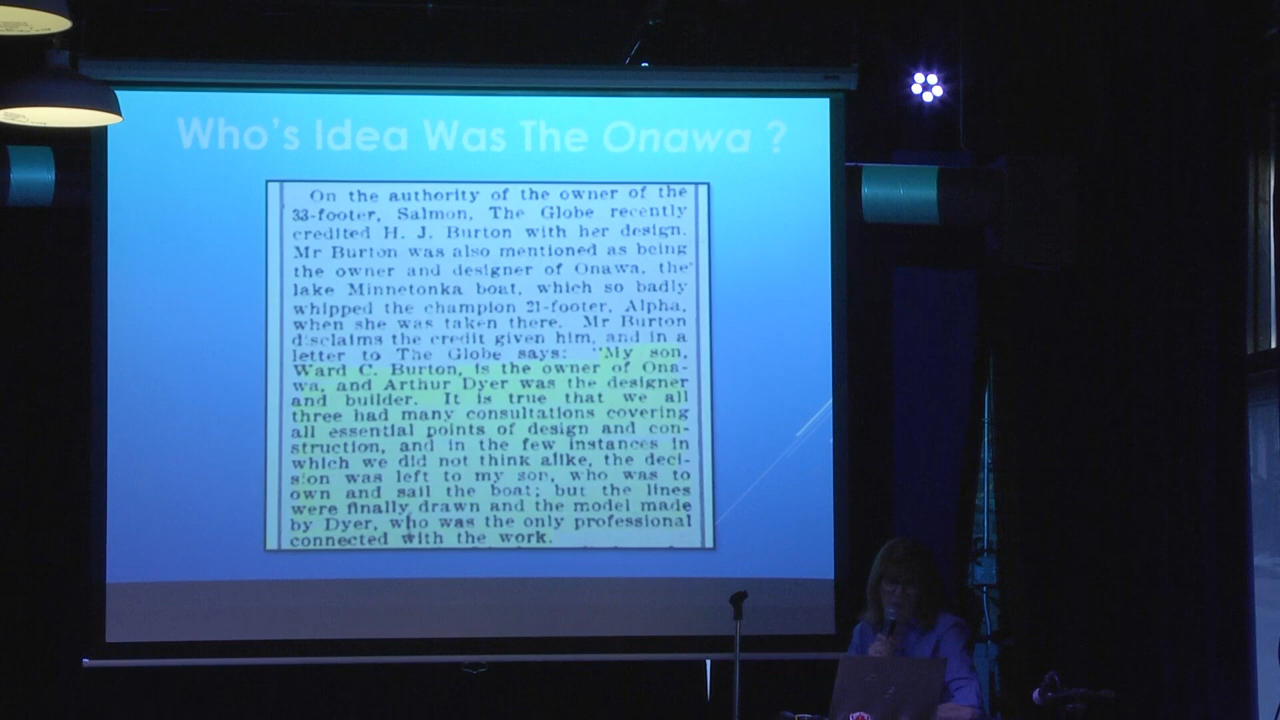 Who's Idea Was The Onawa ?
On the authority of the owner of the
33-footer, Salmon, The Globe recently
credited H. J. Burton with her design.
Mr Burton was also mentioned as being
the owner and designer of Onawa, the
lake Minnetonka boat, which so badly
whipped the champion 21-footer, Alpha,
when she was taken there. Mr Burton
disclaims the credit given him, and in a
letter to The Globe says: "My son,
Ward C. Burton, is the owner of Ona-
wa, and Arthur Dyer was the designer
and builder. It is true that we all
three had many consultations covering
all essential points of design and con-
struction, and in the few instances in
which we did not think alike, the deci-
sion was left to my son, who was to
own and sail the boat; but the lines
were finally drawn and the model made
by Dyer, who was the only professional
connected with the work.